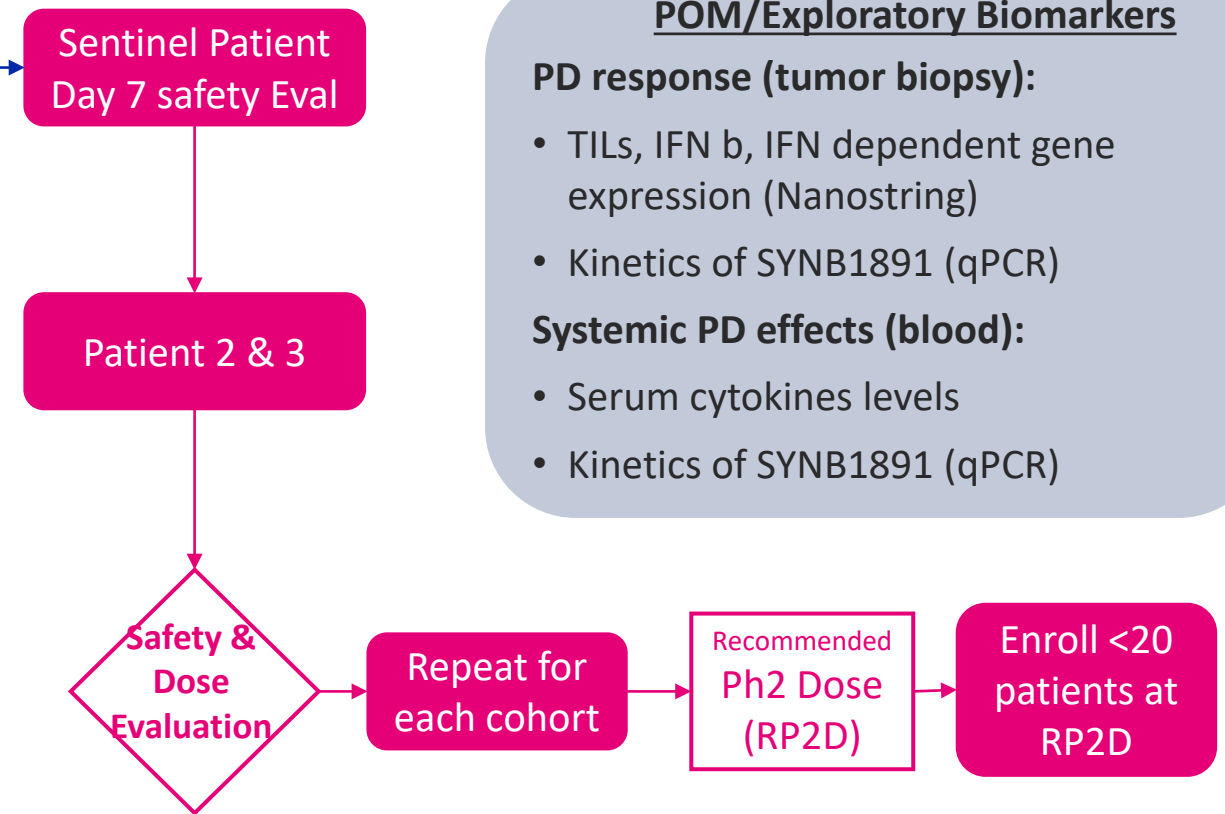 Sentinel Patient
Day 7 safety Eval
Patient 2 & 3
Safety &
Dose
Evaluation
Repeat for
each cohort
Recommended
Ph2 Dose
(RP2D)
Enroll <20
patients at
RP2D
POM/Exploratory Biomarkers
PD response (tumor biopsy):
• TILs, IFN b, IFN dependent gene
expression (Nanostring)
• Kinetics of SYNB1891 (qPCR)
Systemic PD effects (blood):
• Serum cytokines levels
• Kinetics of SYNB1891 (qPCR)